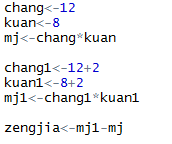 chang<-12
kuan<-8
mj<-chang*kuan
chang1<-12+2
kuan1<-8+2
mj1<-chang1*kuan1
zengjia<-mj1-mj